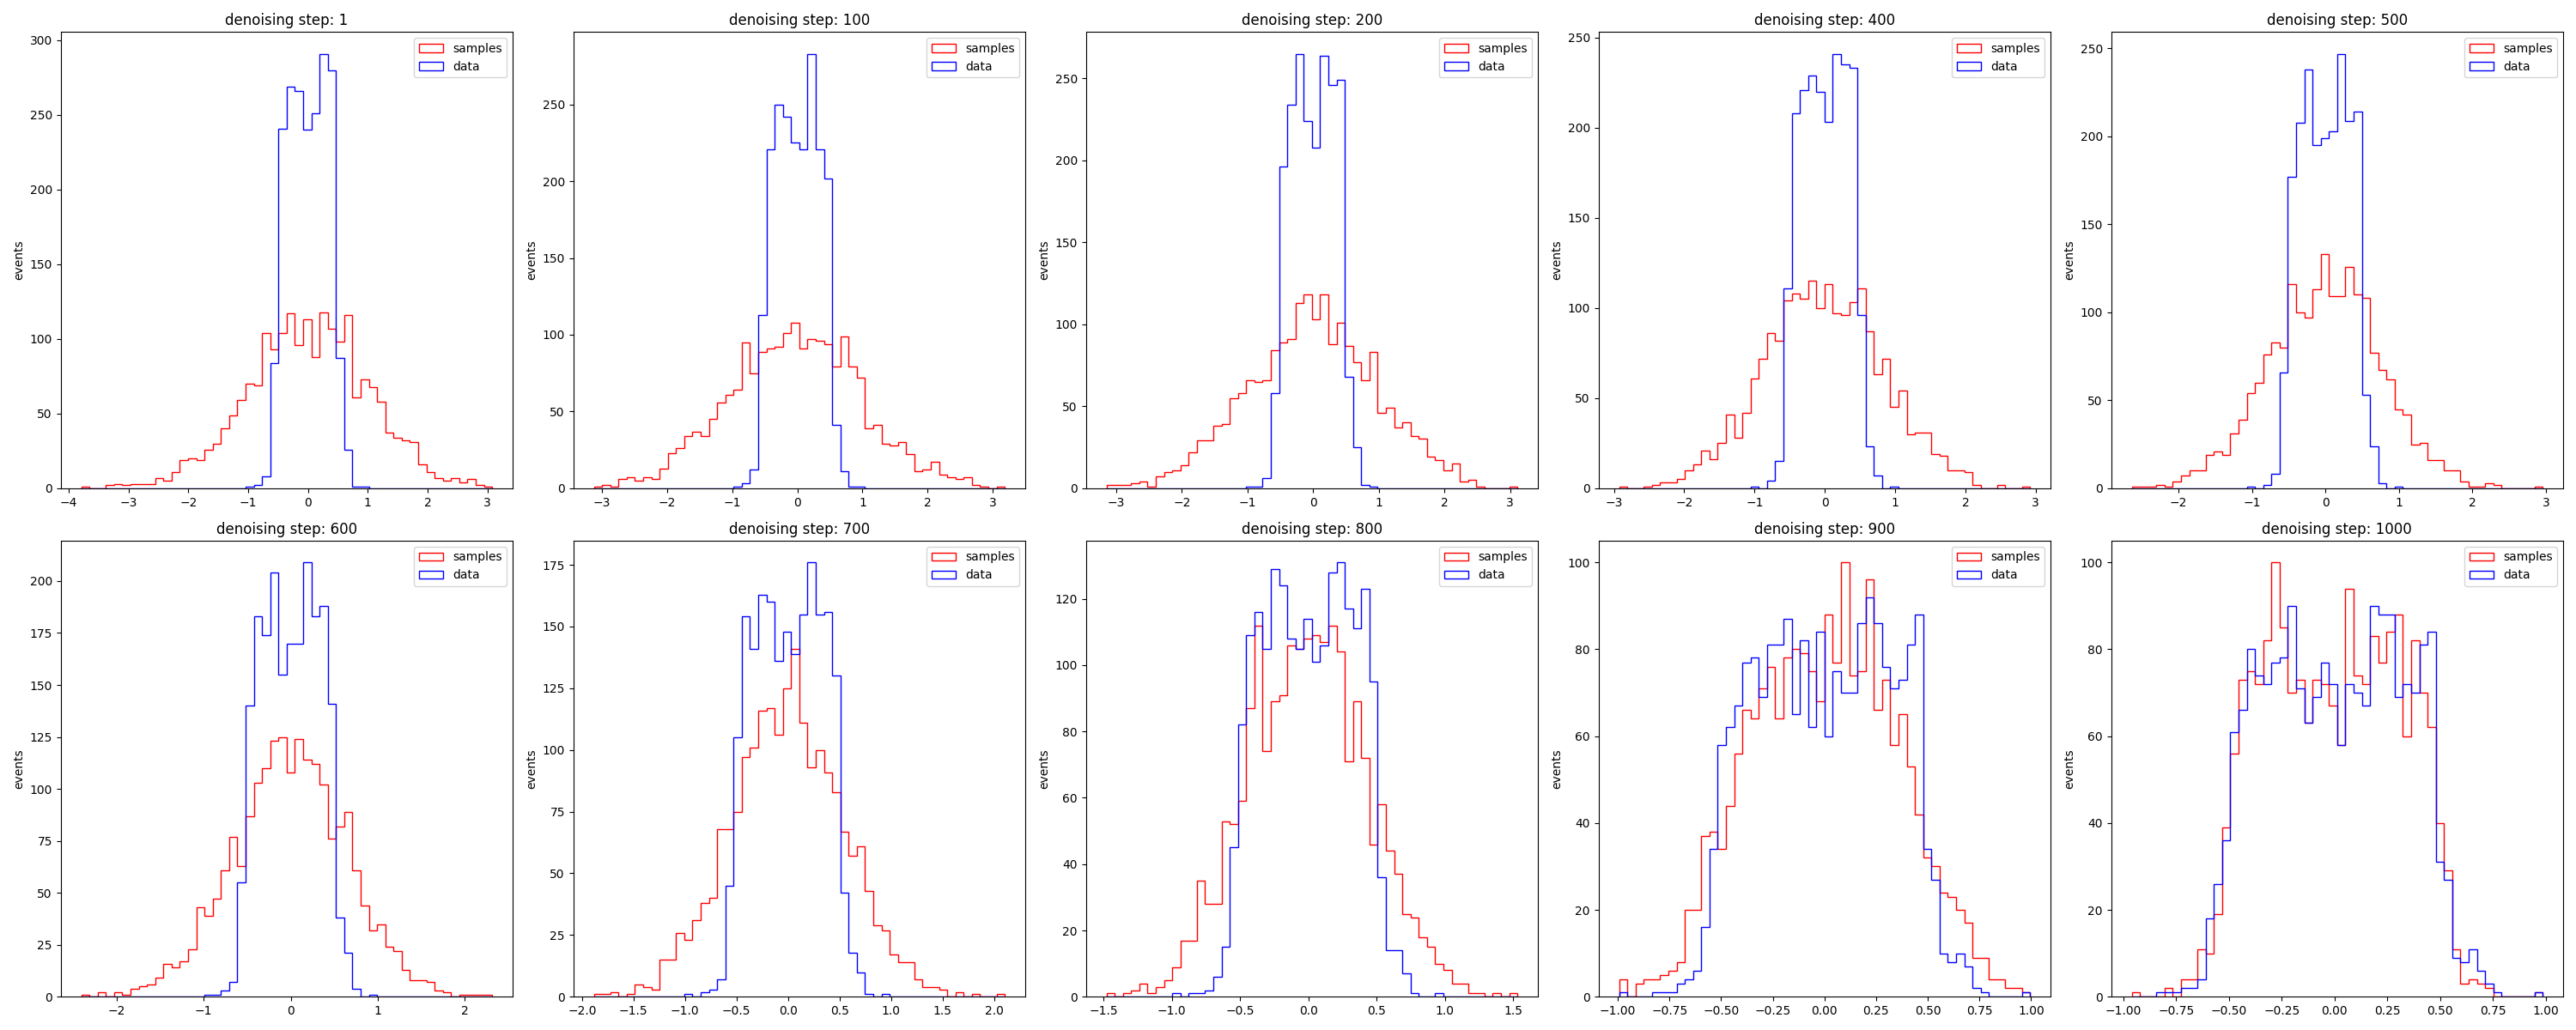 denoising step: 1
samples
data
events
300
250
200
150
100
50
0
−4 −3 −2 −1 0 1 2 3
denoising step: 100
samples
data
events
250
200
150
100
50
0
−3 −2 −1 0 1 2 3
denoising step: 200
samples
data
events
250
200
150
100
50
0
−3 −2 −1 0 1 2 3
denoising step: 400
samples
data
events
250
200
150
100
50
0
−3 −2 −1 0 1 2 3
denoising step: 500
samples
data
events
250
200
150
100
50
0
−2 −1 0 1 2 3
denoising step: 600
samples
data
events
200
175
150
125
100
75
50
25
0
−2 −1 0 1 2
denoising step: 700
samples
data
events
175
150
125
100
75
50
25
0
−2.0 −1.5 −1.0 −0.5 0.0 0.5 1.0 1.5 2.0
denoising step: 800
samples
data
events
120
100
80
60
40
20
0
−1.5 −1.0 −0.5 0.0 0.5 1.0 1.5
denoising step: 900
samples
data
events
100
80
60
40
20
0
−1.00 −0.75 −0.50 −0.25 0.00 0.25 0.50 0.75 1.00
denoising step: 1000
samples
data
events
100
80
60
40
20
0
−1.00 −0.75 −0.50 −0.25 0.00 0.25 0.50 0.75 1.00